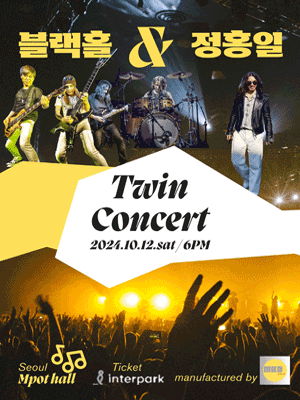 블랙홀 & 정홍일
Twin
Concert
2024.10.12.sat / 6PM
Seoul
Mpot hall
Ticket
interpark
manufactured by